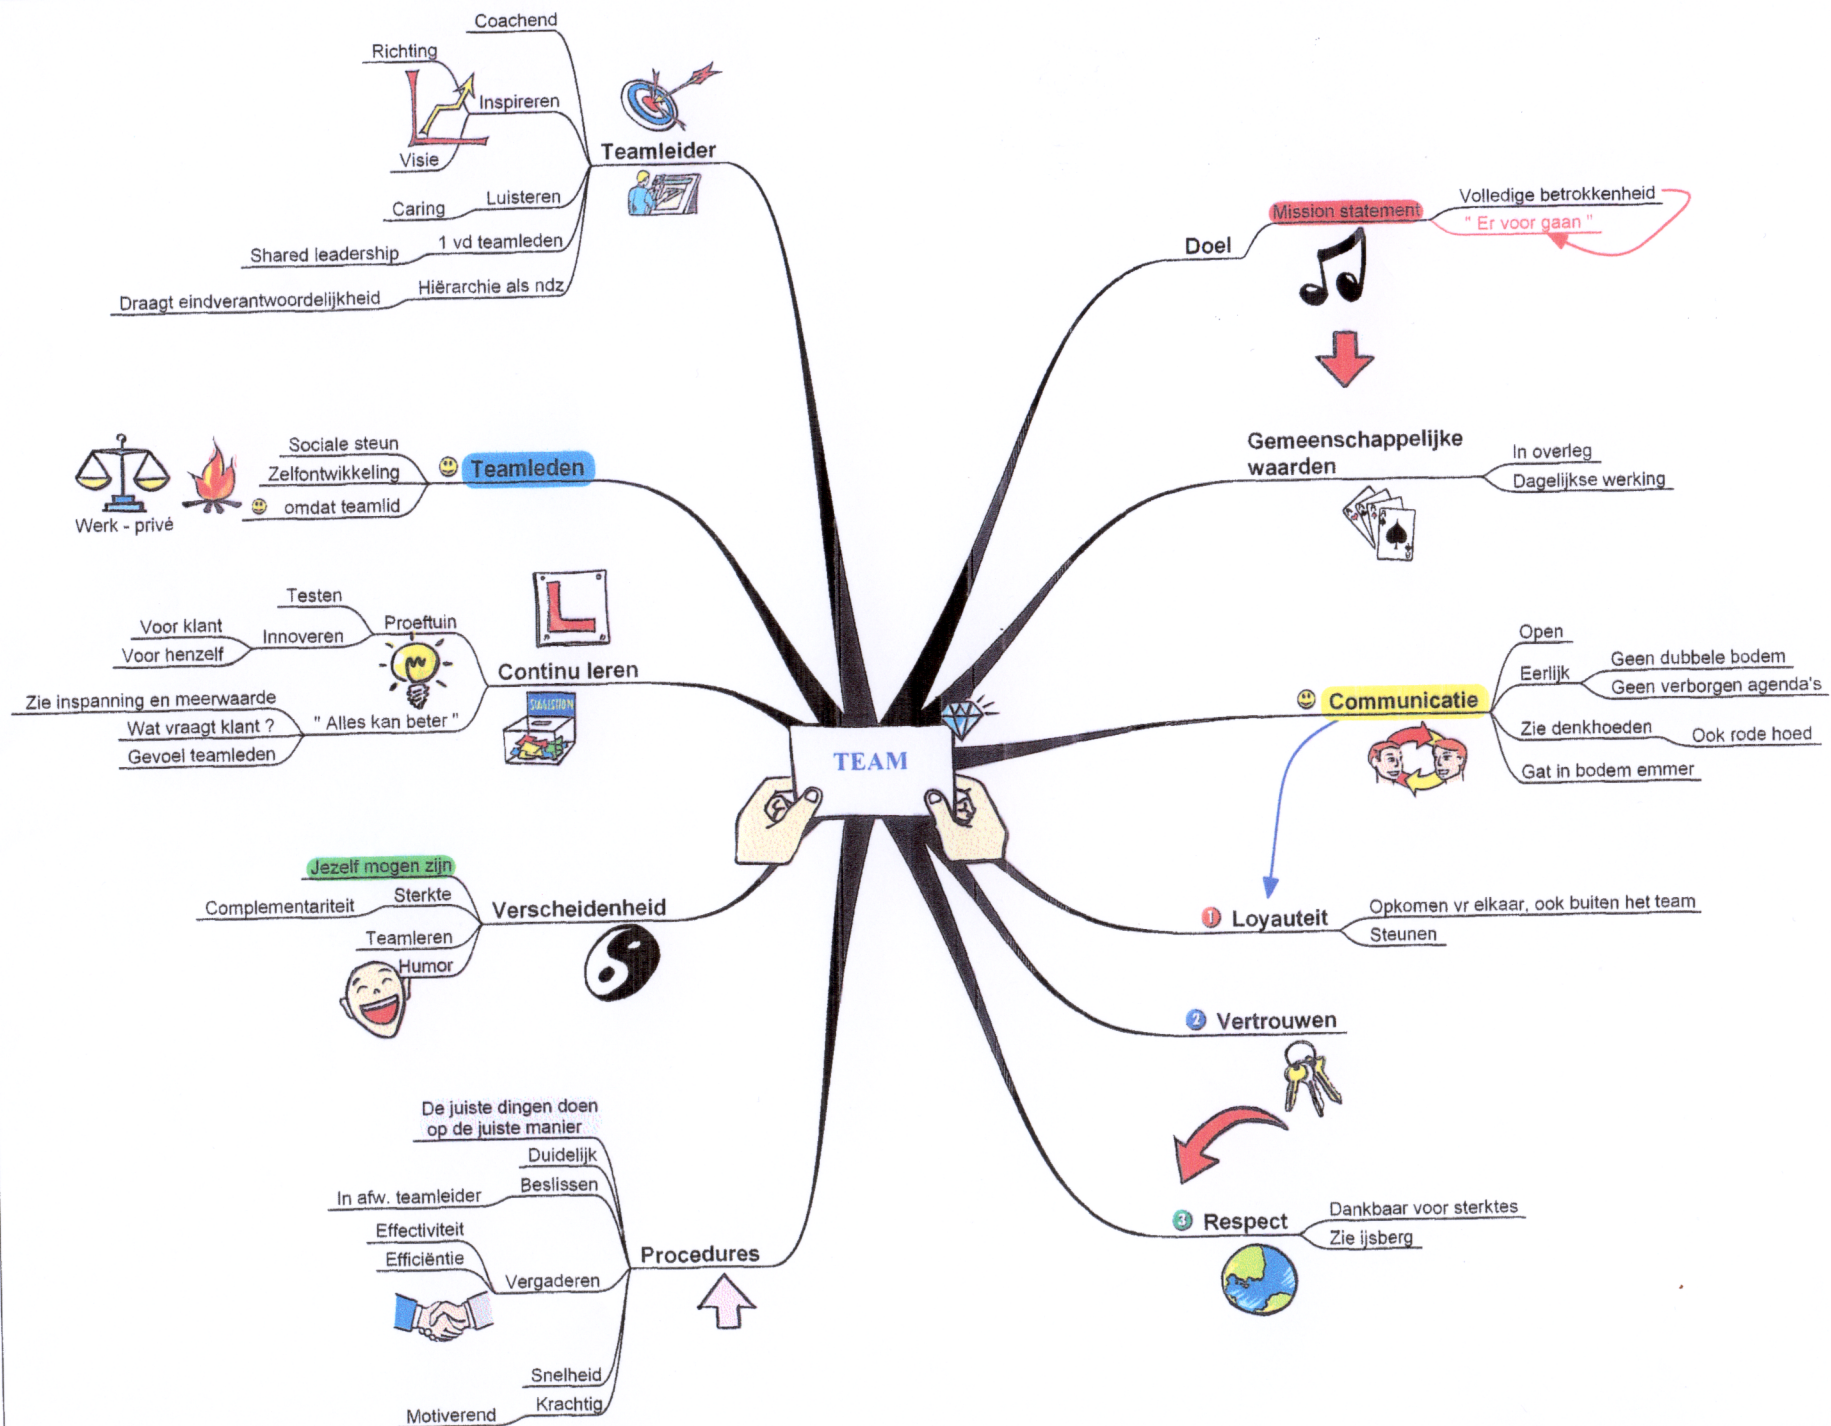 TEAM
Doel
Mission statement
Volledige betrokkenheid
" Er voor gaan "
Gemeenschappelijke
waarden
In overleg
Dagelijkse werking
Communicatie
Open
Eerlijk
Geen dubbele bodem
Geen verborgen agenda's
Zie denkhoeden
Ook rode hoed
Gat in bodem emmer
1 Loyauteit
Opkomen vr elkaar, ook buiten het team
Steunen
2 Vertrouwen
3 Respect
Dankbaar voor sterktes
Zie ijsberg
Procedures
De juiste dingen doen
op de juiste manier
Duidelijk
Beslissen
In afw. teamleider
Vergaderen
Effectiviteit
Efficiëntie
Snelheid
Krachtig
Motiverend
Verscheidenheid
Jezelf mogen zijn
Sterkte
Complementariteit
Teamleren
Humor
Continu leren
L
SUGGESTION
Proeftuin
Testen
Innoveren
Voor klant
Voor henzelf
" Alles kan beter "
Zie inspanning en meerwaarde
Wat vraagt klant ?
Gevoel teamleden
Teamleden
Sociale steun
Zelfontwikkeling
omdat teamlid
Werk - privé
Teamleider
Coachend
Inspireren
Richting
Visie
Luisteren
Caring
1 vd teamleden
Shared leadership
Hiërarchie als ndz
Draagt eindverantwoordelijkheid